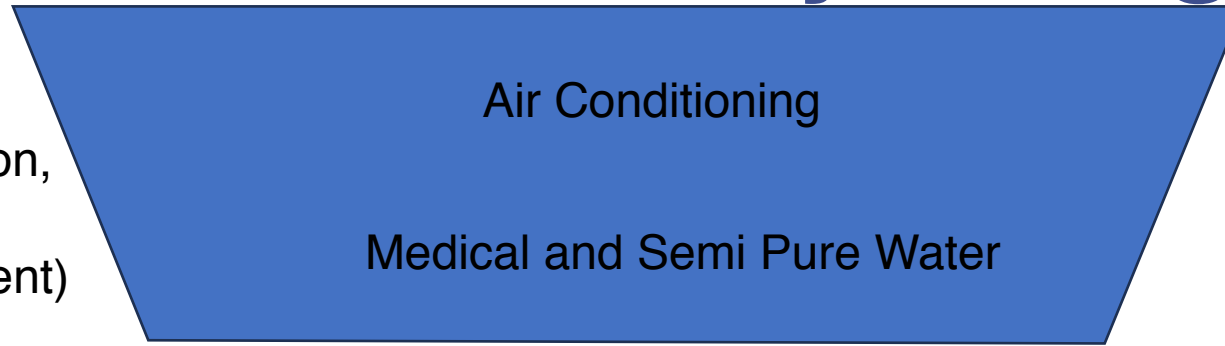 Air Conditioning
on,
Medical and Semi Pure Water
ent)